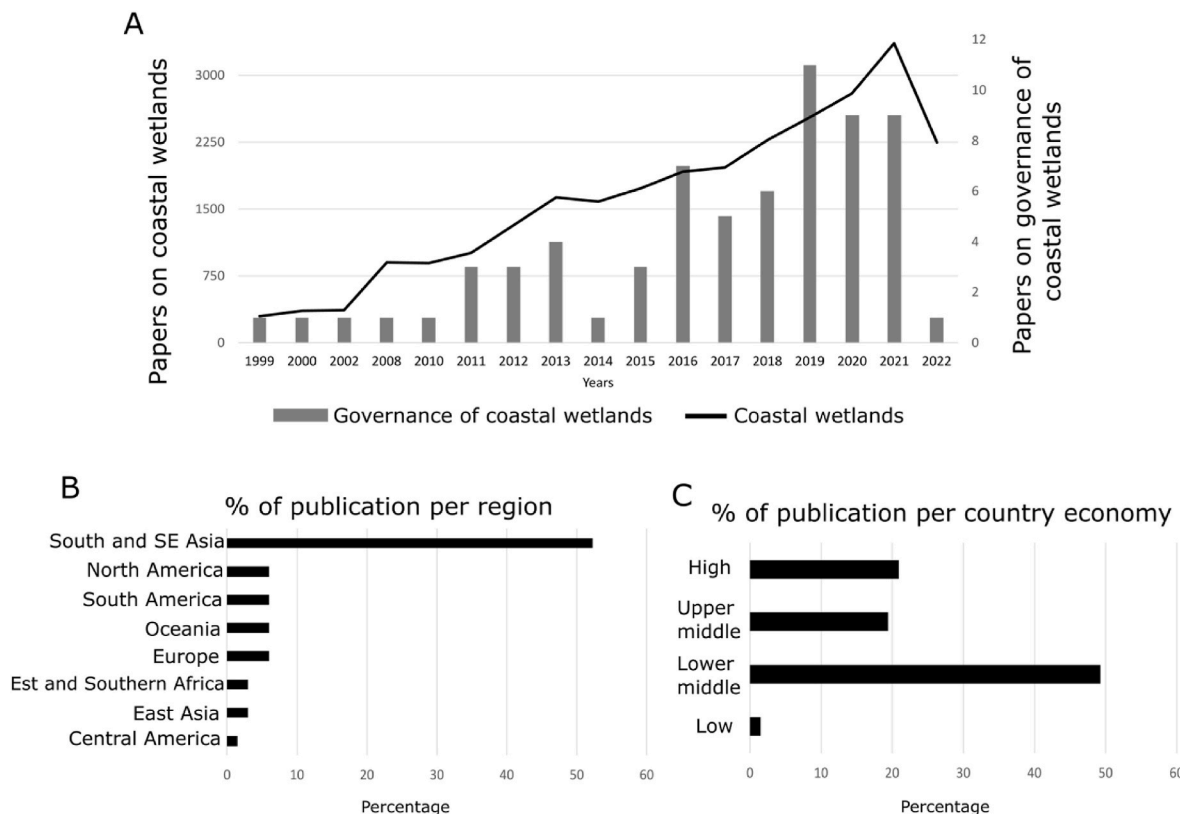 A
Papers on coastal wetlands
3000
2250
1500
750
0
12
10
8
6
4
2
0
Papers on governance of
coastal wetlands
1999 2000 2002 2008 2010 2011 2012 2013 2014 2015 2016 2017 2018 2019 2020 2021 2022
Years
Governance of coastal wetlands Coastal wetlands
B
% of publication per region
South and SE Asia
North America
South America
Oceania
Europe
Est and Southern Africa
East Asia
Central America
0 10 20 30 40 50 60
Percentage
C
% of publication per country economy
High
Upper
middle
Lower
middle
Low
0 10 20 30 40 50 60
Percentage